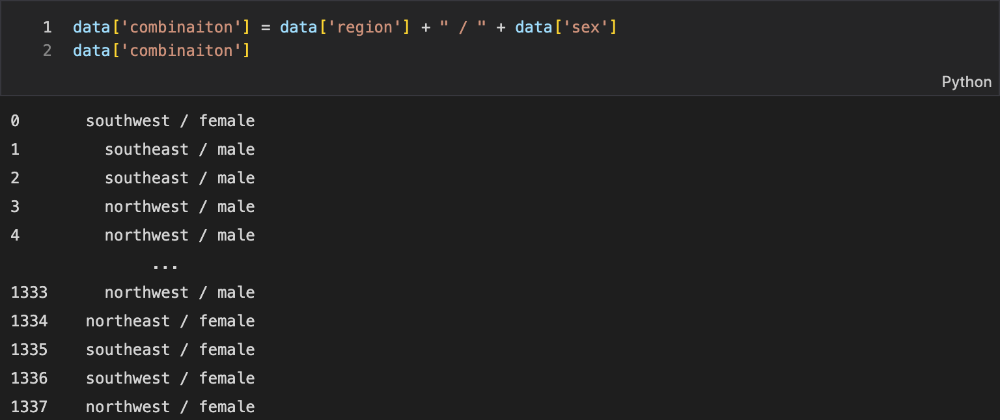 1 data['combinaiton'] = data['region'] + " / " + data['sex']
2 data['combinaiton']
Python
0 southwest / female
1 southeast / male
2 southeast / male
3 northwest / male
4 northwest / male
...
1333 northwest / male
1334 northeast / female
1335 southeast / female
1336 southwest / female
1337 northwest / female